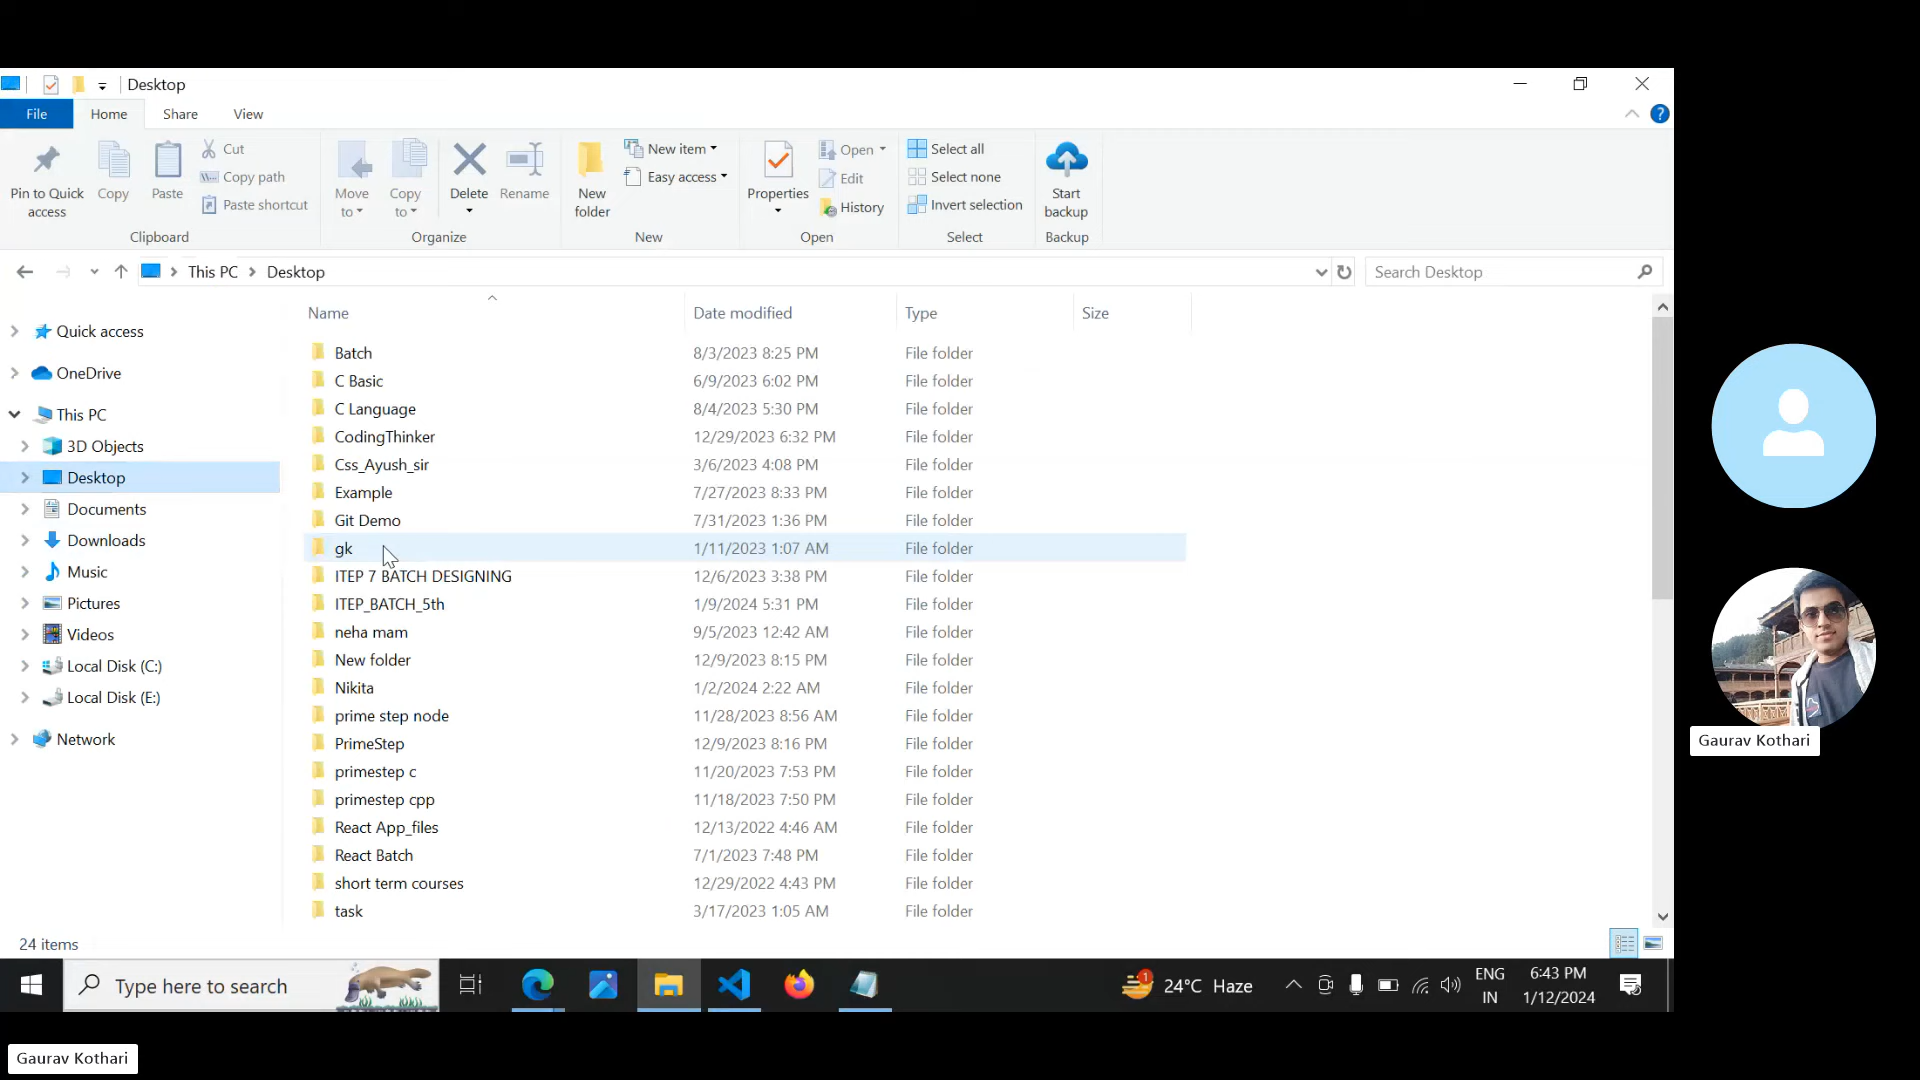 Desktop
File Home Share View
Pin to Quick access
Copy
Paste
Cut
Copy path
Paste shortcut
Clipboard
Move to
Copy to
Delete
Rename
Organize
New folder
New item
Easy access
New
Properties
Open
Edit
History
Open
Select all
Select none
Invert selection
Select
Start backup
Backup
This PC Desktop
Search Desktop
Quick access
OneDrive
This PC
3D Objects
Desktop
Documents
Downloads
Music
Pictures
Videos
Local Disk (C:)
Local Disk (E:)
Network
Name Date modified Type Size
Batch 8/3/2023 8:25 PM File folder
C Basic 6/9/2023 6:02 PM File folder
C Language 8/4/2023 5:30 PM File folder
CodingThinker 12/29/2023 6:32 PM File folder
Css_Ayush_sir 3/6/2023 4:08 PM File folder
Example 7/27/2023 8:33 PM File folder
Git Demo 7/31/2023 1:36 PM File folder
gk 1/11/2023 1:07 AM File folder
ITEP 7 BATCH DESIGNING 12/6/2023 3:38 PM File folder
ITEP_BATCH_5th 1/9/2024 5:31 PM File folder
neha mam 9/5/2023 12:42 AM File folder
New folder 12/9/2023 8:15 PM File folder
Nikita 1/2/2024 2:22 AM File folder
prime step node 11/28/2023 8:56 AM File folder
PrimeStep 12/9/2023 8:16 PM File folder
primestep c 11/20/2023 7:53 PM File folder
primestep cpp 11/18/2023 7:50 PM File folder
React App_files 12/13/2022 4:46 AM File folder
React Batch 7/1/2023 7:48 PM File folder
short term courses 12/29/2022 4:43 PM File folder
task 3/17/2023 1:05 AM File folder
24 items
Type here to search
1
24°C Haze
ENG
IN
6:43 PM
1/12/2024
Gaurav Kothari
Gaurav Kothari